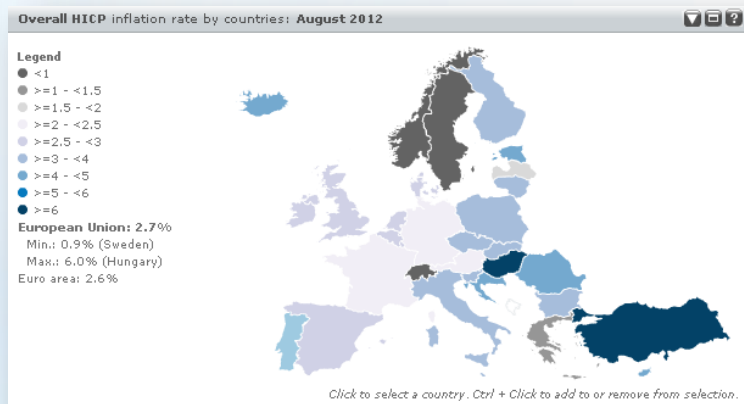 Overall HICP inflation rate by countries: August 2012
?
Legend
<1
>=1 - <1.5
>=1.5 - <2
>=2 - <2.5
>=2.5 - <3
>=3 - <4
>=4 - <5
>=5 - <6
>=6
European Union: 2.7%
Min.: 0.9% (Sweden)
Max.: 6.0% (Hungary)
Euro area: 2.6%
Click to select a country. Ctrl + Click to add to or remove from selection.